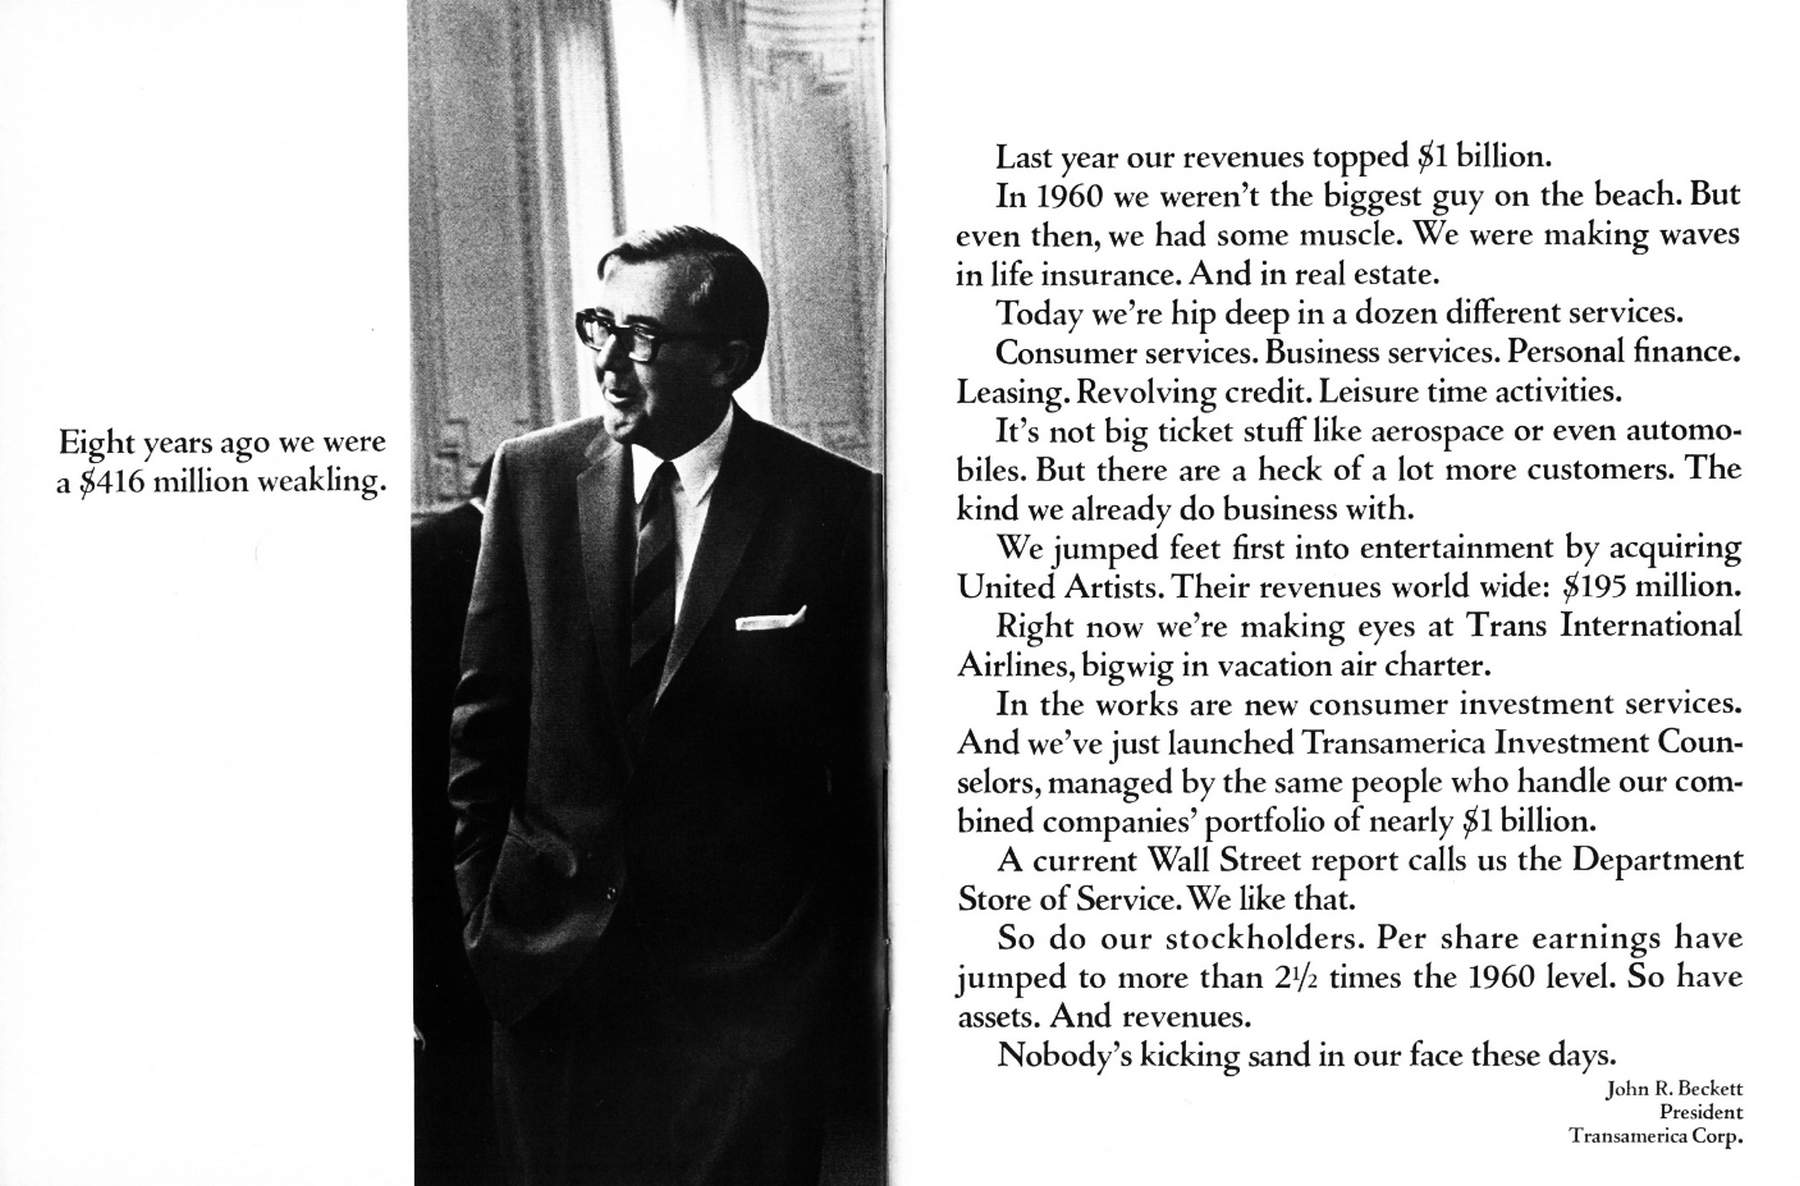 Eight years ago we were
a $416 million weakling.
Last year our revenues topped $1 billion.
In 1960 we weren't the biggest guy on the beach. But
even then, we had some muscle. We were making waves
in life insurance. And in real estate.
Today we're hip deep in a dozen different services.
Consumer services. Business services. Personal finance.
Leasing. Revolving credit. Leisure time activities.
It's not big ticket stuff like aerospace or even automo-
biles. But there are a heck of a lot more customers. The
kind we already do business with.
We jumped feet first into entertainment by acquiring
United Artists. Their revenues world wide: $195 million.
Right now we're making eyes at Trans International
Airlines, bigwig in vacation air charter.
In the works are new consumer investment services.
And we've just launched Transamerica Investment Coun-
selors, managed by the same people who handle our com-
bined companies' portfolio of nearly $1 billion.
A current Wall Street report calls us the Department
Store of Service. We like that.
So do our stockholders. Per share earnings have
jumped to more than 2½ times the 1960 level. So have
assets. And revenues.
Nobody's kicking sand in our face these days.
John R. Beckett
President
Transamerica Corp.